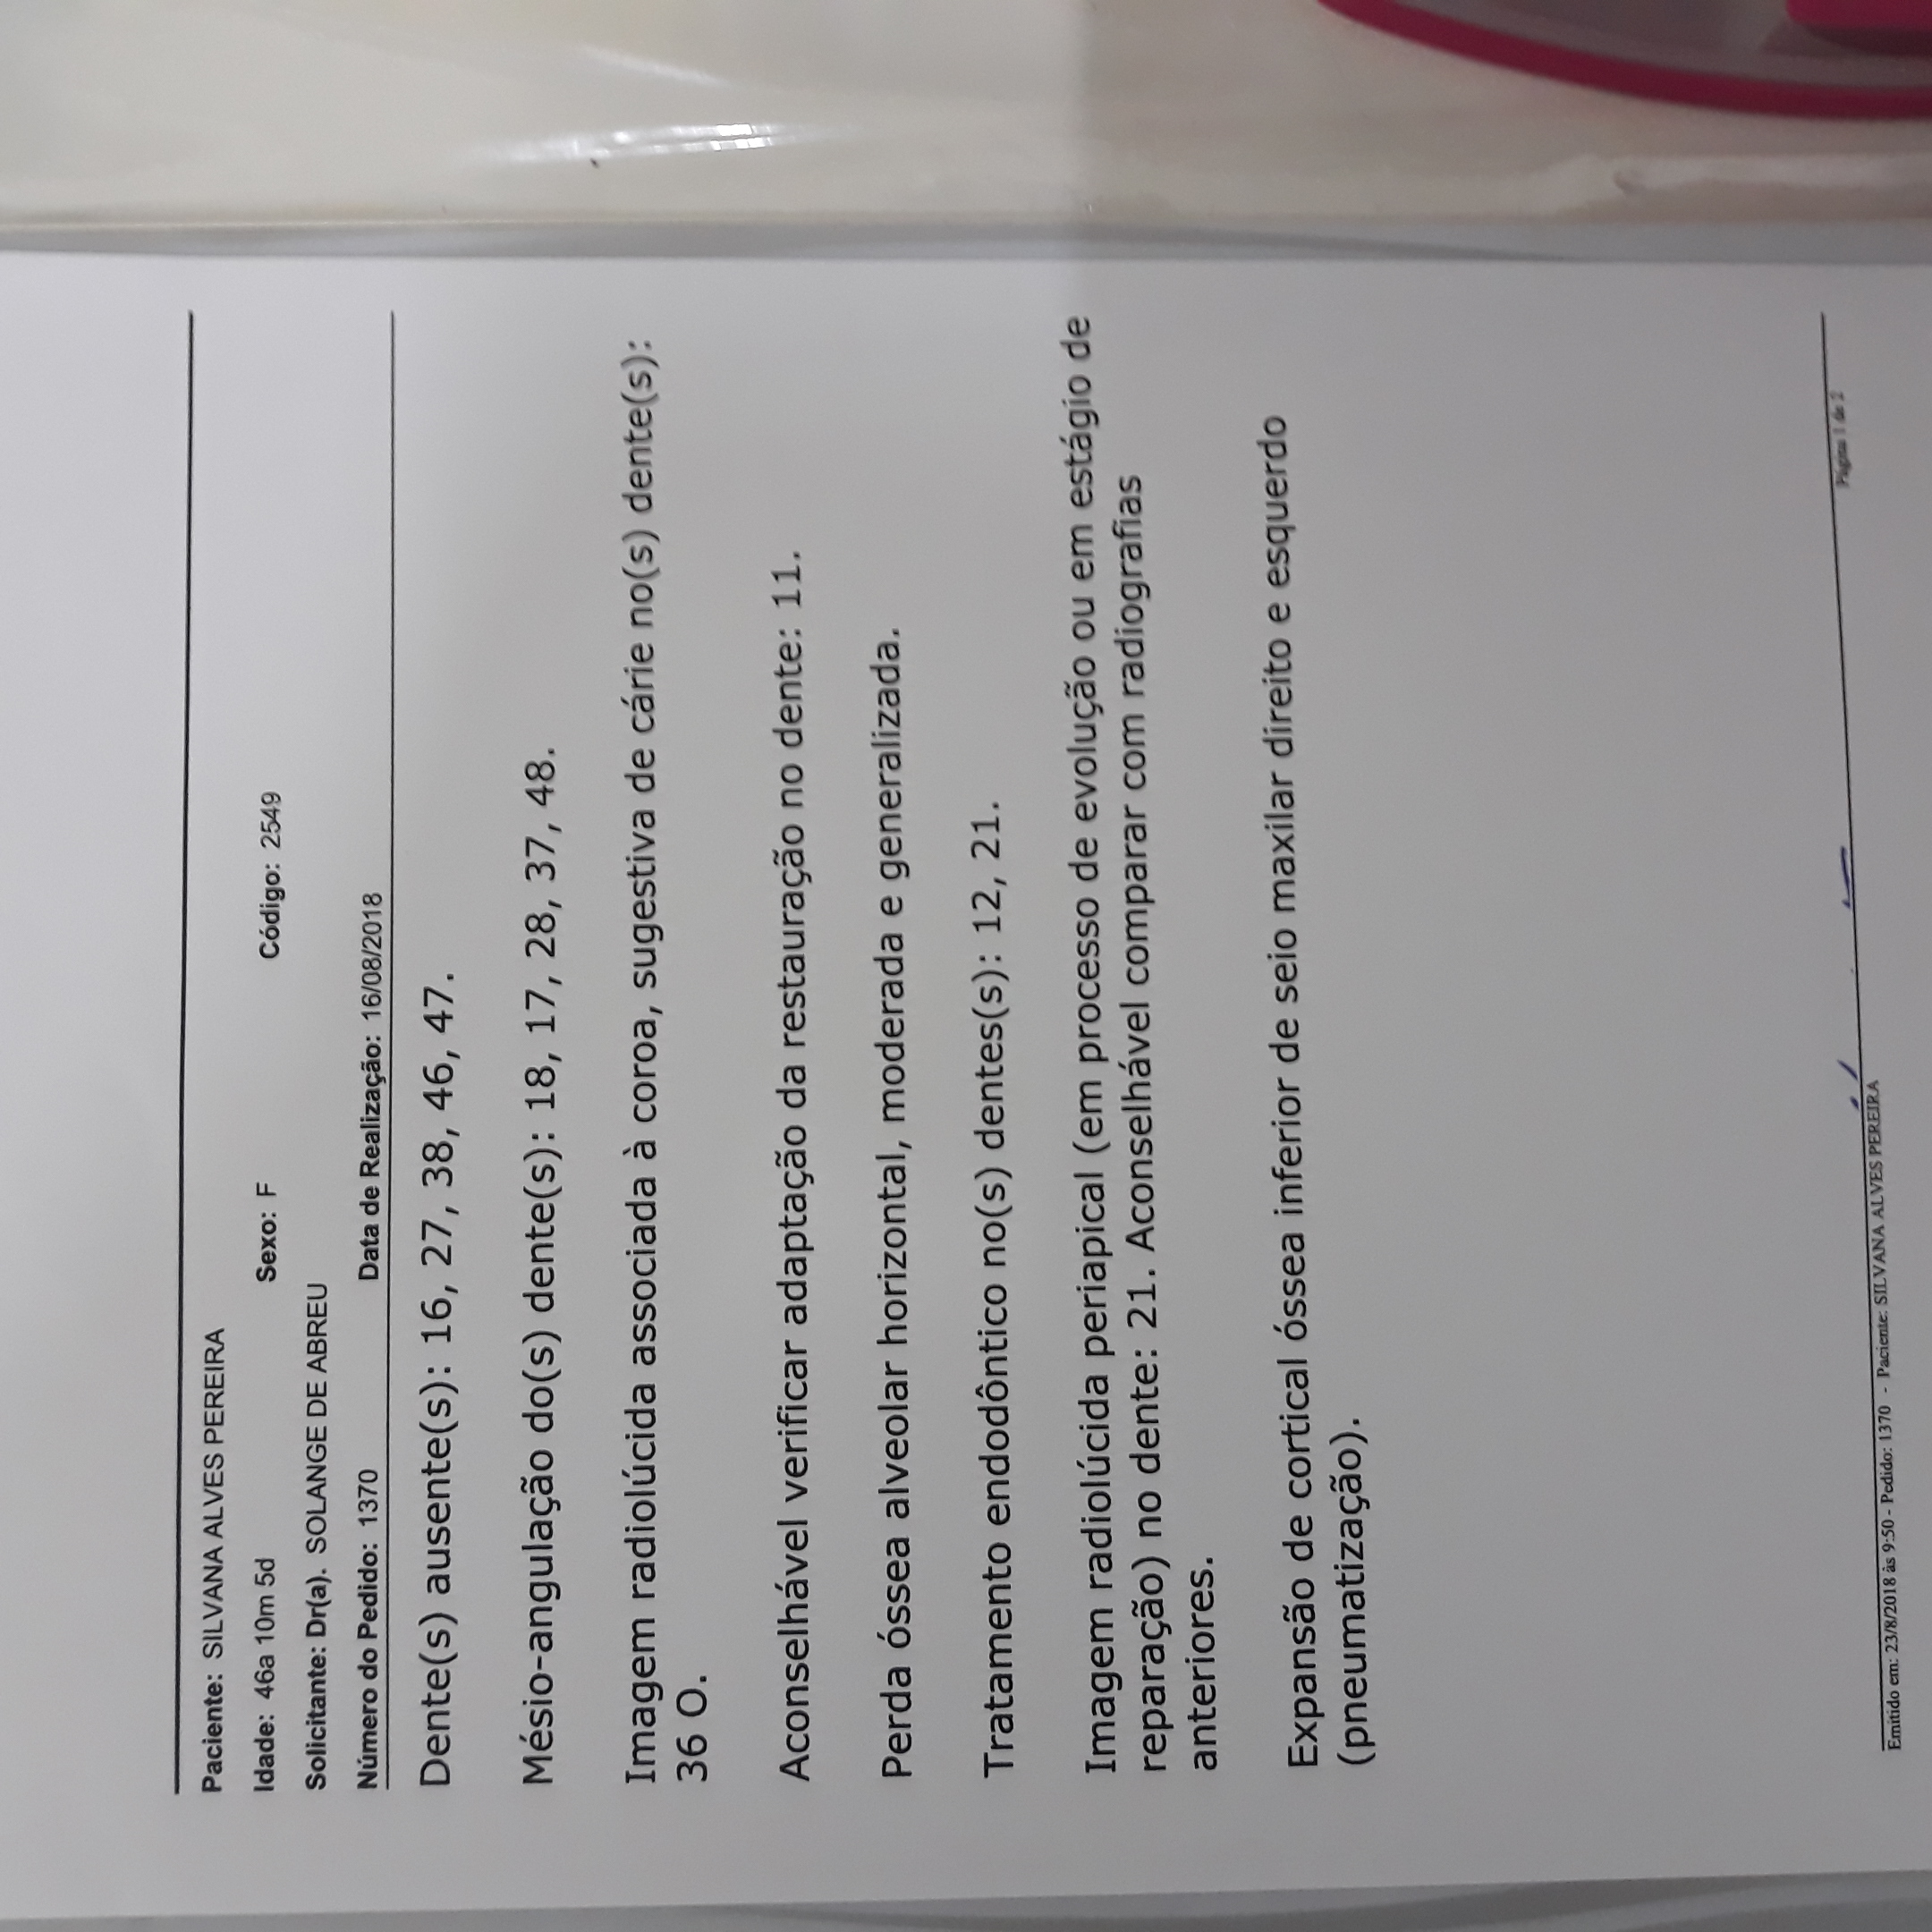 Paciente: SILVANA ALVES PEREIRA
Idade: 46a 10m 5d Sexo: F Código: 2549
Solicitante: Dr(a). SOLANGE DE ABREU
Número do Pedido: 1370 Data de Realização: 16/08/2018
Dente(s) ausente(s): 16, 27, 38, 46, 47.
Mésio-angulação do(s) dente(s): 18, 17, 28, 37, 48.
Imagem radiolúcida associada à coroa, sugestiva de cárie no(s) dente(s):
36 O.
Aconselhável verificar adaptação da restauração no dente: 11.
Perda óssea alveolar horizontal, moderada e generalizada.
Tratamento endodôntico no(s) dentes(s): 12, 21.
Imagem radiolúcida periapical (em processo de evolução ou em estágio de
reparação) no dente: 21. Aconselhável comparar com radiografias
anteriores.
Expansão de cortical óssea inferior de seio maxilar direito e esquerdo
(pneumatização).
Página 1 de 2
Emitido em: 23/8/2018 às 9:50 - Pedido: 1370 - Paciente: SILVANA ALVES PEREIRA